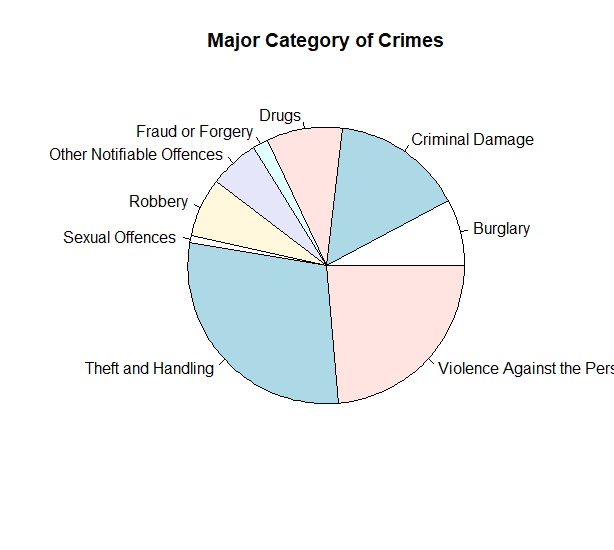 Major Category of Crimes
Drugs
Fraud or Forgery
Criminal Damage
Other Notifiable Offences
Robbery
Burglary
Sexual Offences
Theft and Handling
Violence Against the Pers